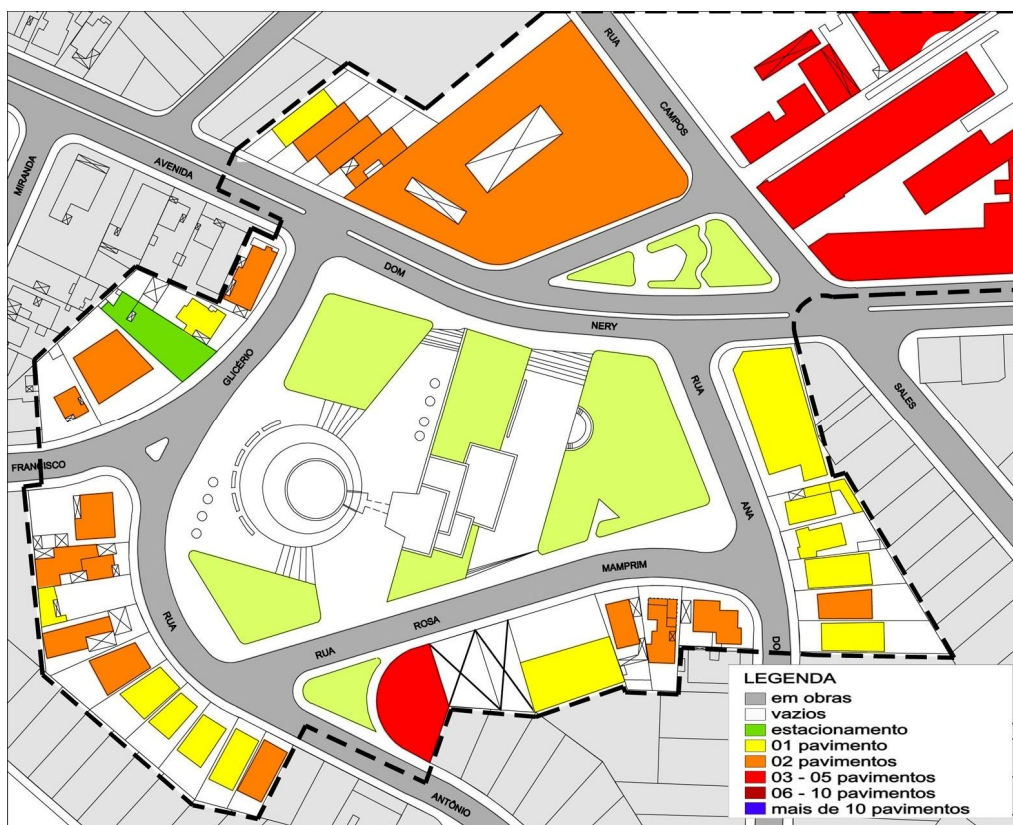 RUA
CAMPOS
MIRANDA
AVENIDA
DOM
NERY
GLICÉRIO
RUA
SALES
FRANCISCO
ANA
MAMPRIM
ROSA
RUA
RUA
DO
ANTÔNIO
LEGENDA
em obras
vazios
estacionamento
01 pavimento
02 pavimentos
03 - 05 pavimentos
06 - 10 pavimentos
mais de 10 pavimentos